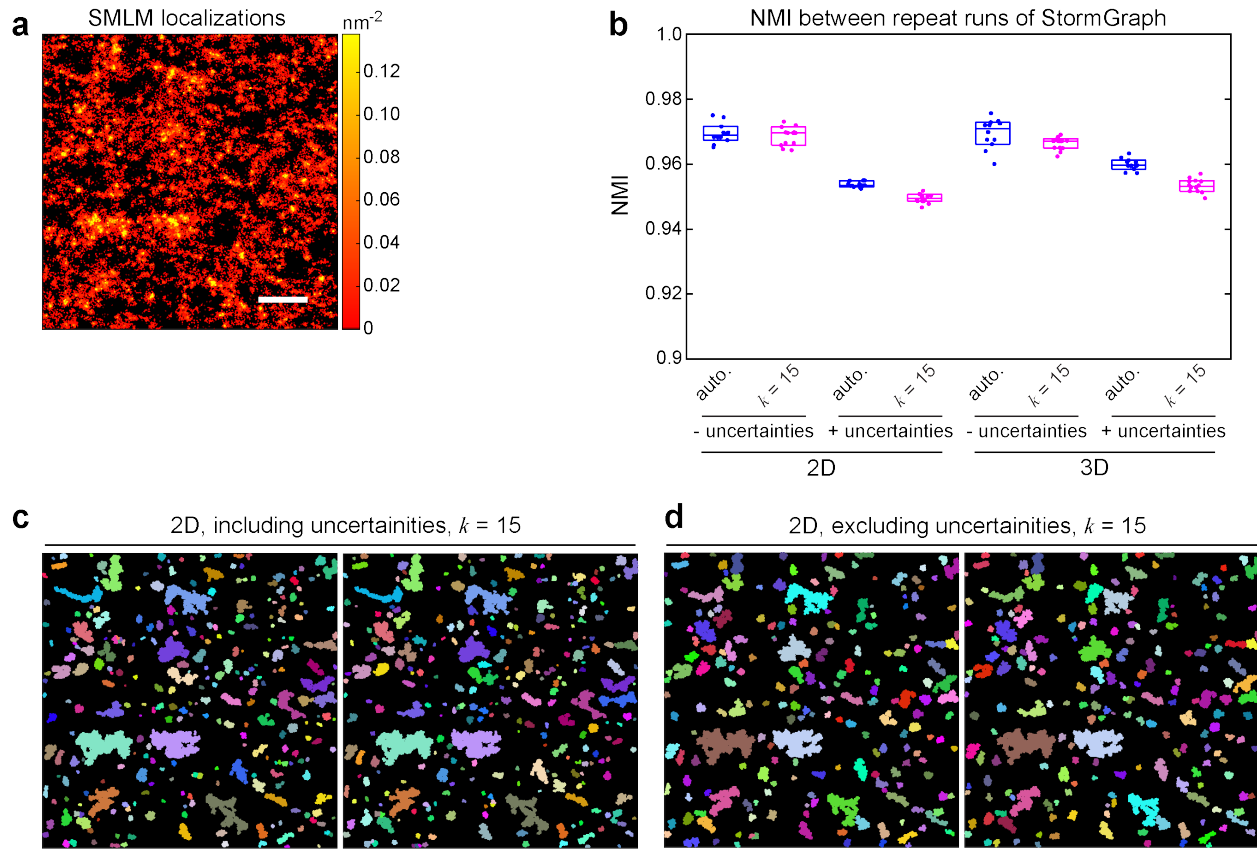 a
SMLM localizations
nm-2
0.12
0.10
0.08
0.06
0.04
0.02
0
b
NMI between repeat runs of StormGraph
NMI
1.0
0.98
0.96
0.94
0.92
0.9
auto.
k = 15
auto.
k = 15
auto.
k = 15
auto.
k = 15
- uncertainties
+ uncertainties
- uncertainties
+ uncertainties
2D
3D
c
2D, including uncertainities, k = 15
d
2D, excluding uncertainities, k = 15